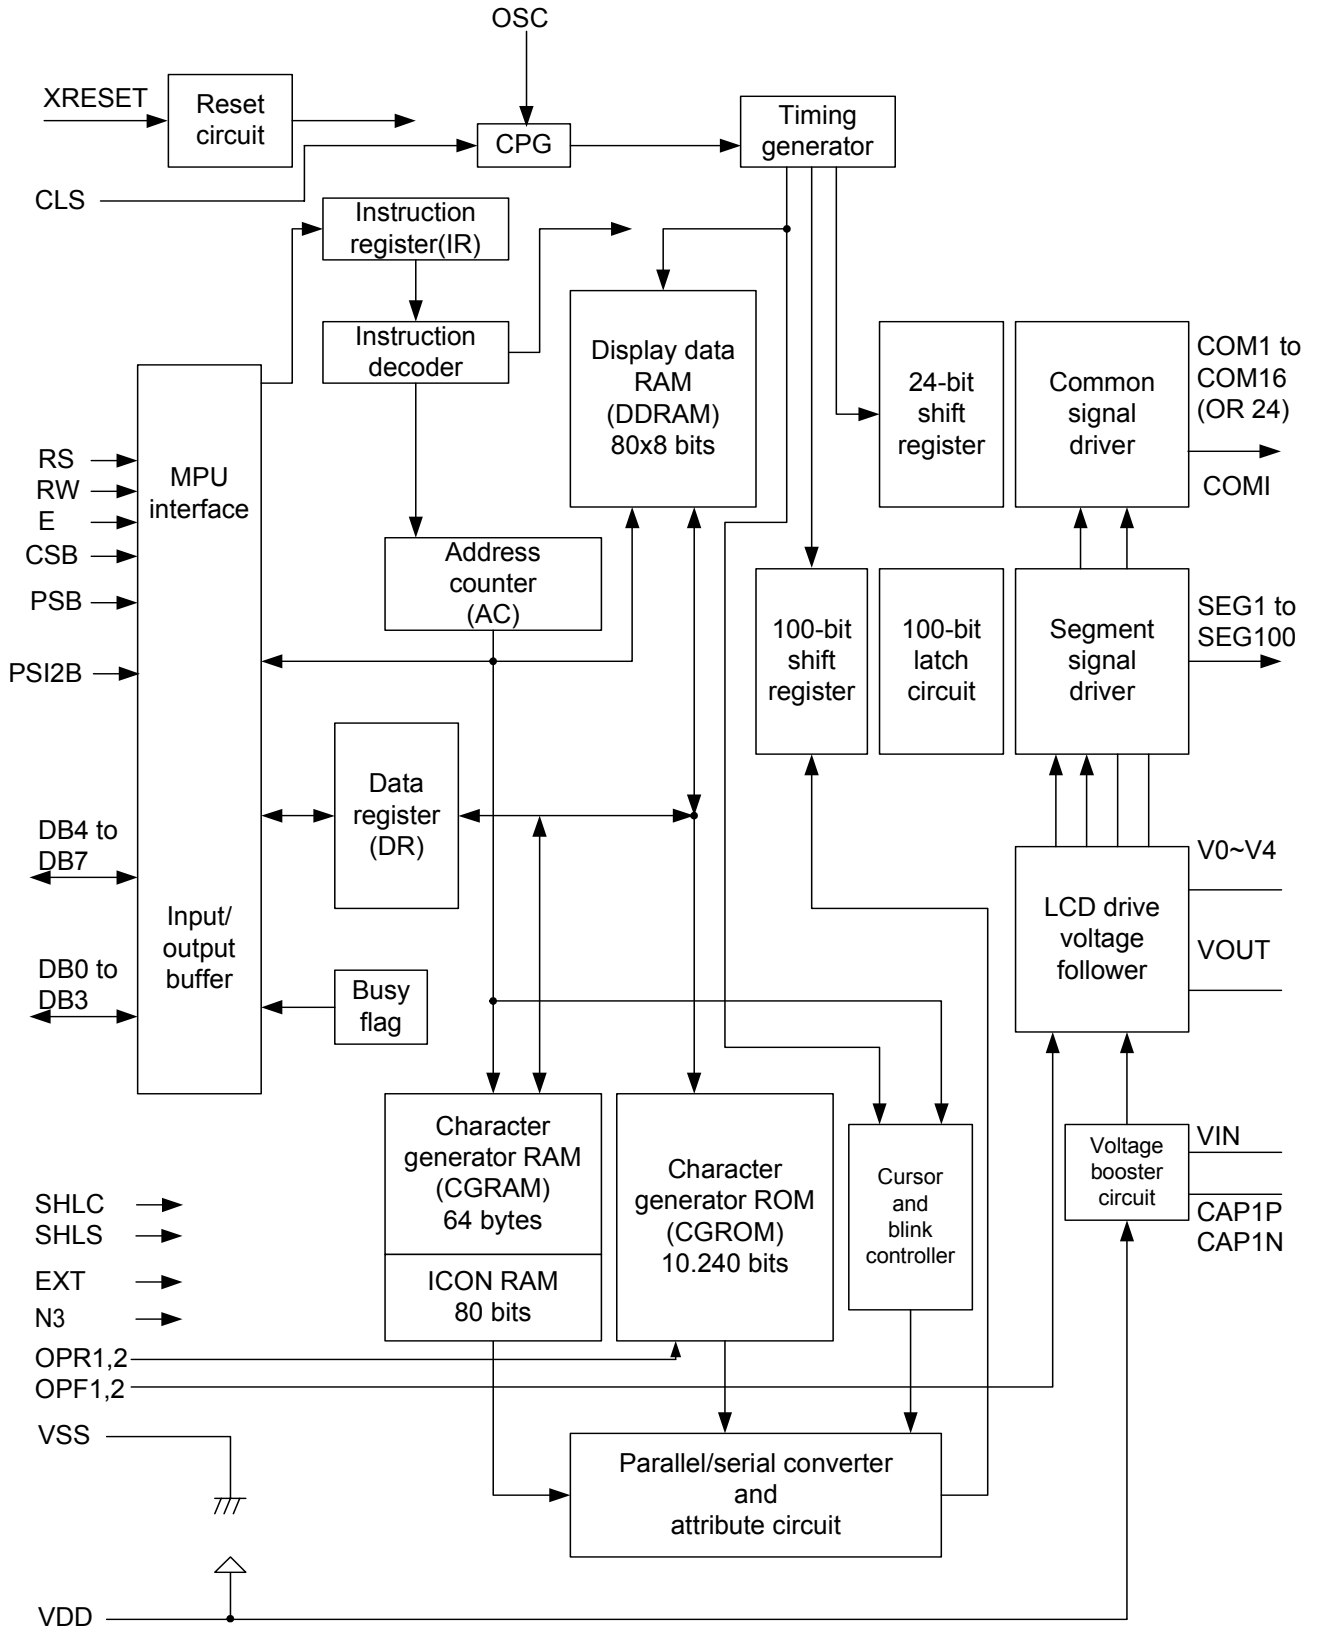 OSC
XRESET
Reset
circuit
CPG
Timing
generator
CLS
Instruction
register(IR)
Instruction
decoder
Display data
RAM
(DDRAM)
80x8 bits
24-bit
shift
register
Common
signal
driver
COM1 to
COM16
(OR 24)
COMI
MPU
interface
RS
RW
E
CSB
PSB
PSI2B
Address
counter
(AC)
100-bit
shift
register
100-bit
latch
circuit
Segment
signal
driver
SEG1 to
SEG100
Data
register
(DR)
DB4 to
DB7
Input/
output
buffer
DB0 to
DB3
Busy
flag
LCD drive
voltage
follower
V0~V4
VOUT
Character
generator RAM
(CGRAM)
64 bytes
ICON RAM
80 bits
Character
generator ROM
(CGROM)
10.240 bits
Cursor
and
blink
controller
Voltage
booster
circuit
VIN
CAP1P
CAP1N
SHLC
SHLS
EXT
N3
OPR1,2
OPF1,2
VSS
Parallel/serial converter
and
attribute circuit
VDD